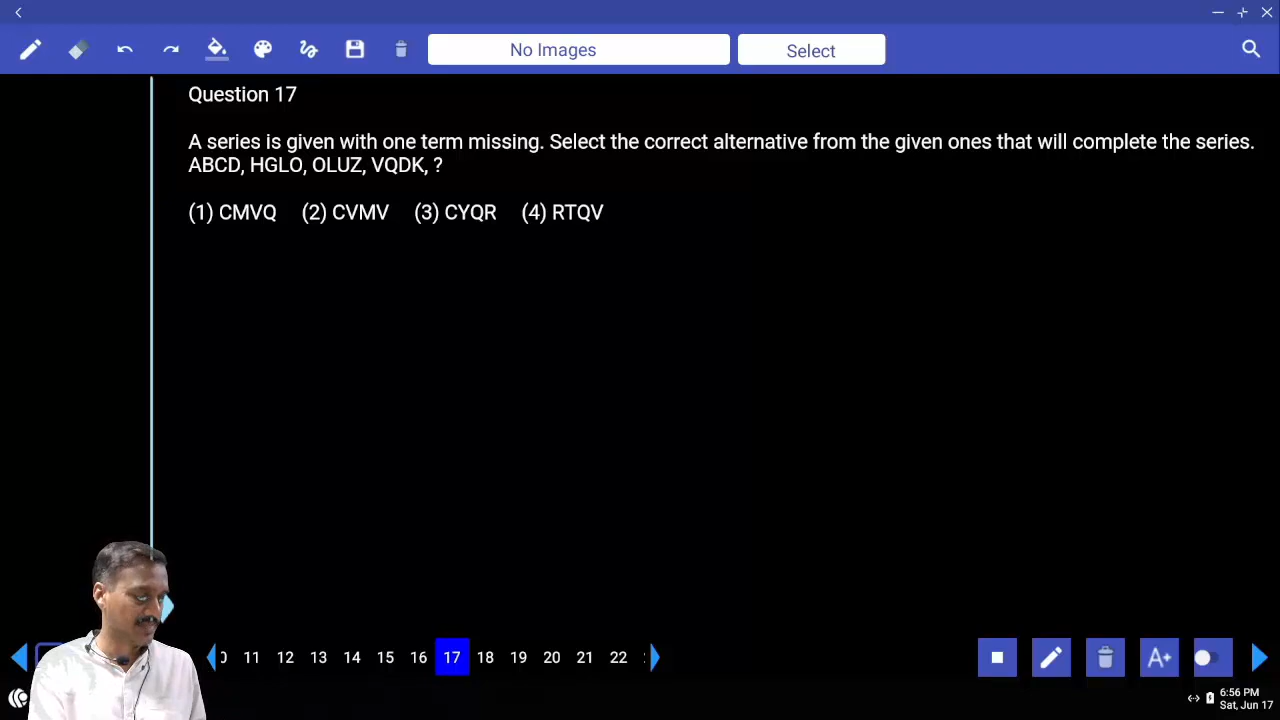 No Images
Select
Question 17
A series is given with one term missing. Select the correct alternative from the given ones that will complete the series.
ABCD, HGLO, OLUZ, VQDK, ?
(1) CMVQ (2) CVMV (3) CYQR (4) RTQV
11 12 13 14 15 16 17 18 19 20 21 22
A+
6:56 PM
Sat, Jun 17